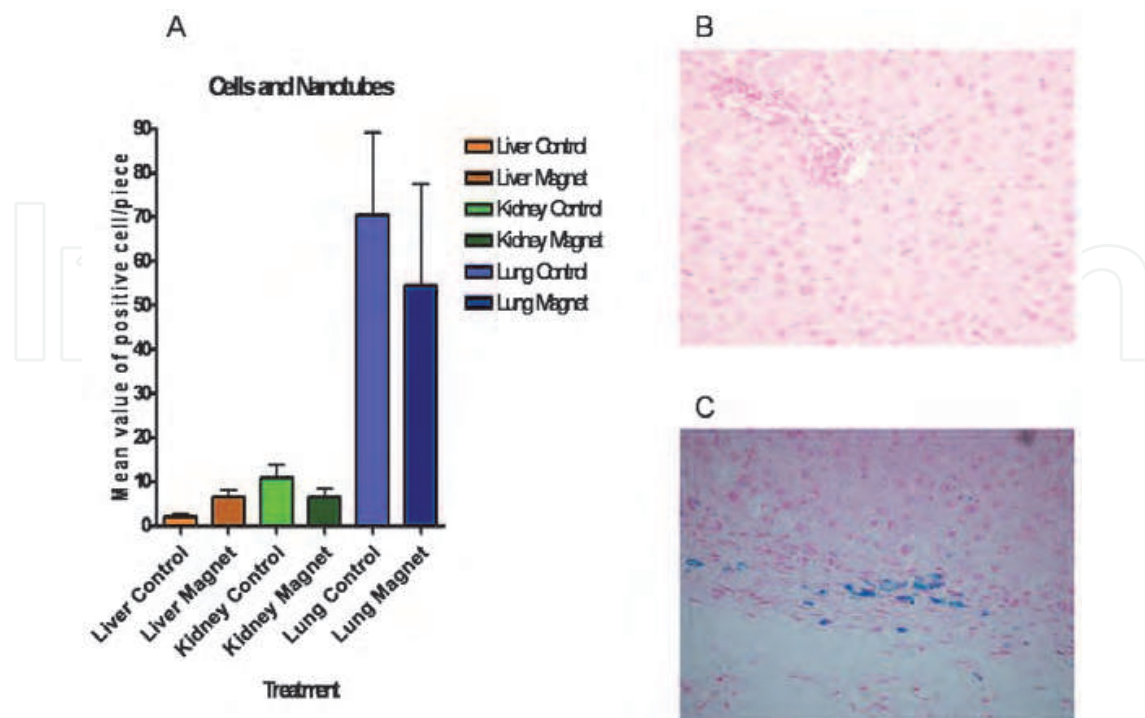 A
Cells and Nanotubes
Mean value of positive cell/piece
90
80
70
60
50
40
30
20
10
0
Liver Control
Liver Magnet
Kidney Control
Kidney Magnet
Lung Control
Lung Magnet
Treatment
Liver Control
Liver Magnet
Kidney Control
Kidney Magnet
Lung Control
Lung Magnet
B
C